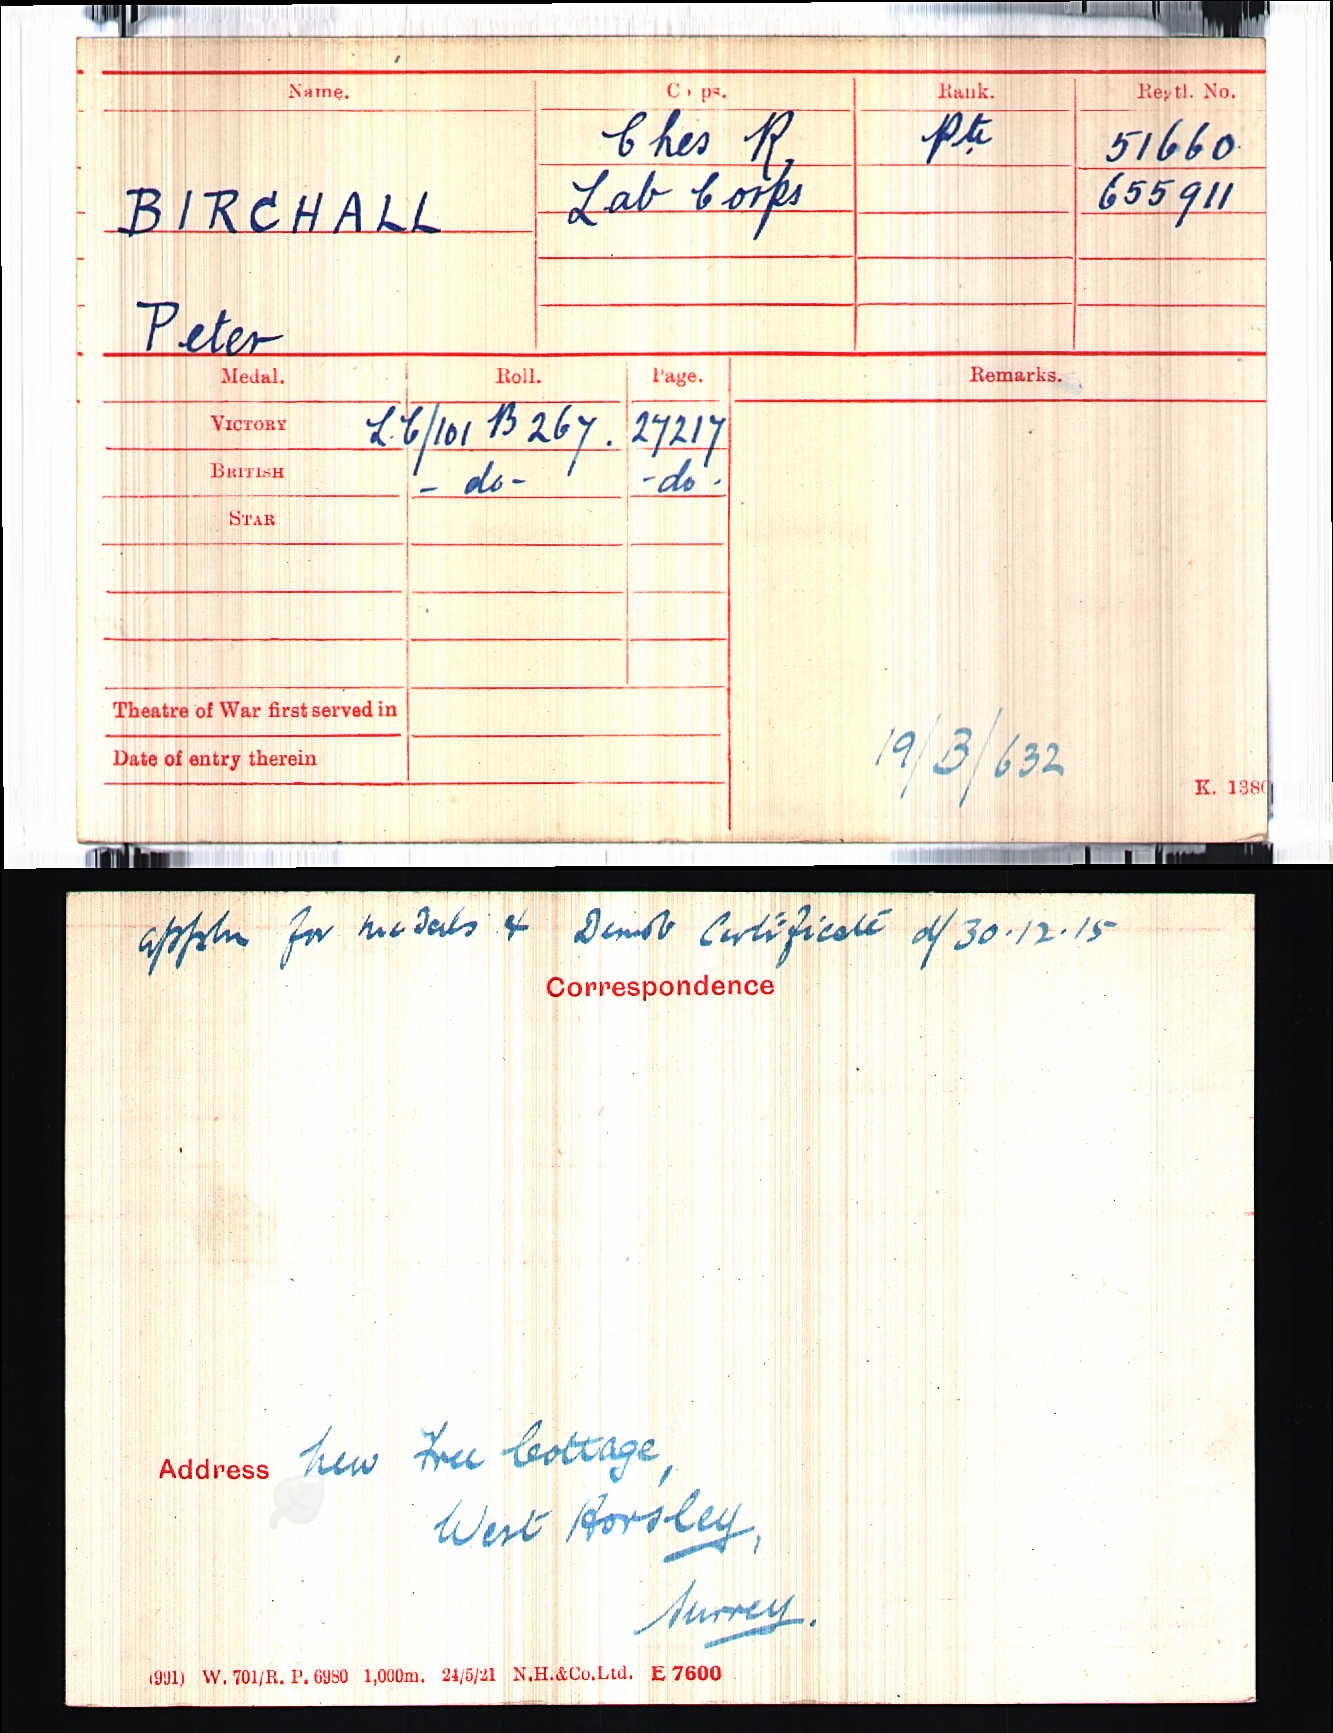 Name. Corps. Rank. Regtl. No.
Ches R. Pte 51660
BIRCHALL Lab Corps 655911
Peter
Medal. Roll. Page. Remarks.
VICTORY L.C/101 B 267. 27217
BRITISH - do - - do -
STAR
Theatre of War first served in
Date of entry therein
19/B/632
K. 1380
appln for medals & Demob Certificate d/ 30.12.15
Correspondence
Address New Tree Cottage,
West Horsley,
Surrey.
(991) W. 701/R. P. 6980 1,000m. 24/5/21 N.H.&Co.Ltd. E 7600